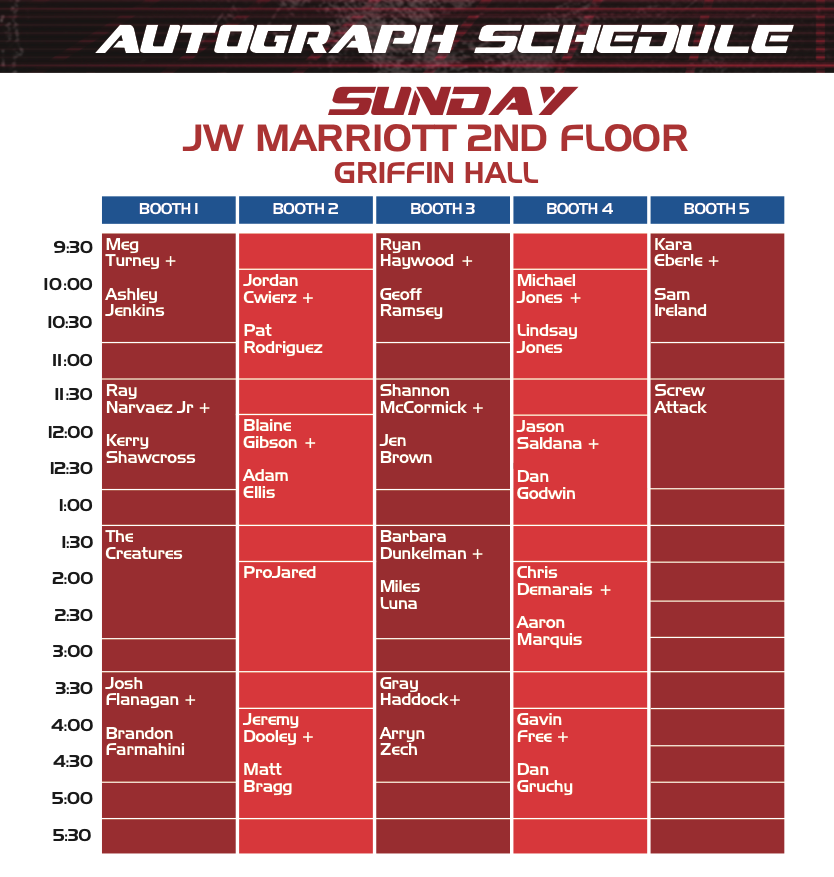 AUTOGRAPH SCHEDULE
SUNDAY
JW MARRIOTT 2ND FLOOR
GRIFFIN HALL
BOOTH 1 BOOTH 2 BOOTH 3 BOOTH 4 BOOTH 5
9:30
10:00
10:30
11:00
11:30
12:00
12:30
1:00
1:30
2:00
2:30
3:00
3:30
4:00
4:30
5:00
5:30
Meg
Turney +
Ashley
Jenkins
Ray
Narvaez Jr +
Kerry
Shawcross
The
Creatures
Josh
Flanagan +
Brandon
Farmahini
Jordan
Cwierz +
Pat
Rodriguez
Blaine
Gibson +
Adam
Ellis
ProJared
Jeremy
Dooley +
Matt
Bragg
Ryan
Haywood +
Geoff
Ramsey
Shannon
McCormick +
Jen
Brown
Barbara
Dunkelman +
Miles
Luna
Gray
Haddock+
Arryn
Zech
Michael
Jones +
Lindsay
Jones
Jason
Saldana +
Dan
Godwin
Chris
Demarais +
Aaron
Marquis
Gavin
Free +
Dan
Gruchy
Kara
Eberle +
Sam
Ireland
Screw
Attack